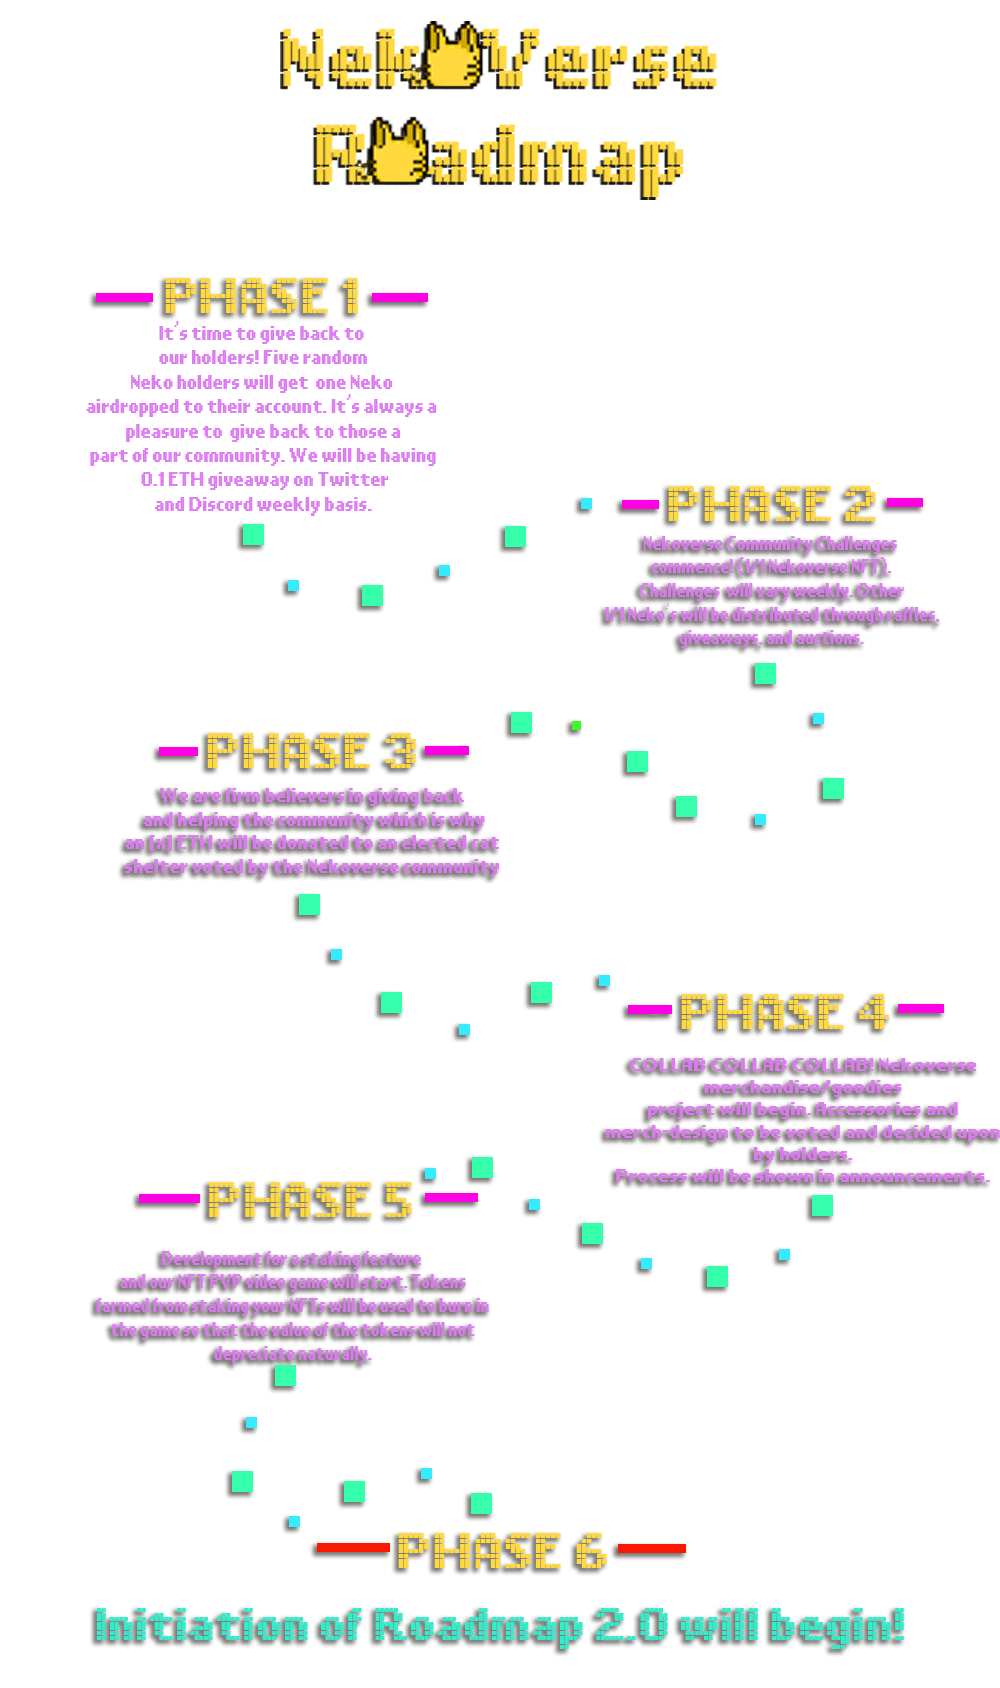 NekoVerse
Roadmap
PHASE 1
It's time to give back to
our holders! Five random
Neko holders will get one Neko
airdropped to their account. It's always a
pleasure to give back to those a
part of our community. We will be having
0.1 ETH giveaway on Twitter
and Discord weekly basis.
PHASE 2
Nekoverse Community Challenges
commence! (1/1 Nekoverse NFT).
Challenges will vary weekly. Other
1/1 Neko's will be distributed through raffles,
giveaways, and auctions.
PHASE 3
We are firm believers in giving back
and helping the community which is why
an [x] ETH will be donated to an elected cat
shelter voted by the Nekoverse community
PHASE 4
COLLAB COLLAB COLLAB! Nekoverse
merchandise/goodies
project will begin. Accessories and
merch-design to be voted and decided upon
by holders.
Process will be shown in announcements.
PHASE 5
Development for a staking feature
and our NFT PVP video game will start. Tokens
farmed from staking your NFTs will be used to burn in
the game so that the value of the tokens will not
depreciate naturally.
PHASE 6
Initiation of Roadmap 2.0 will begin!